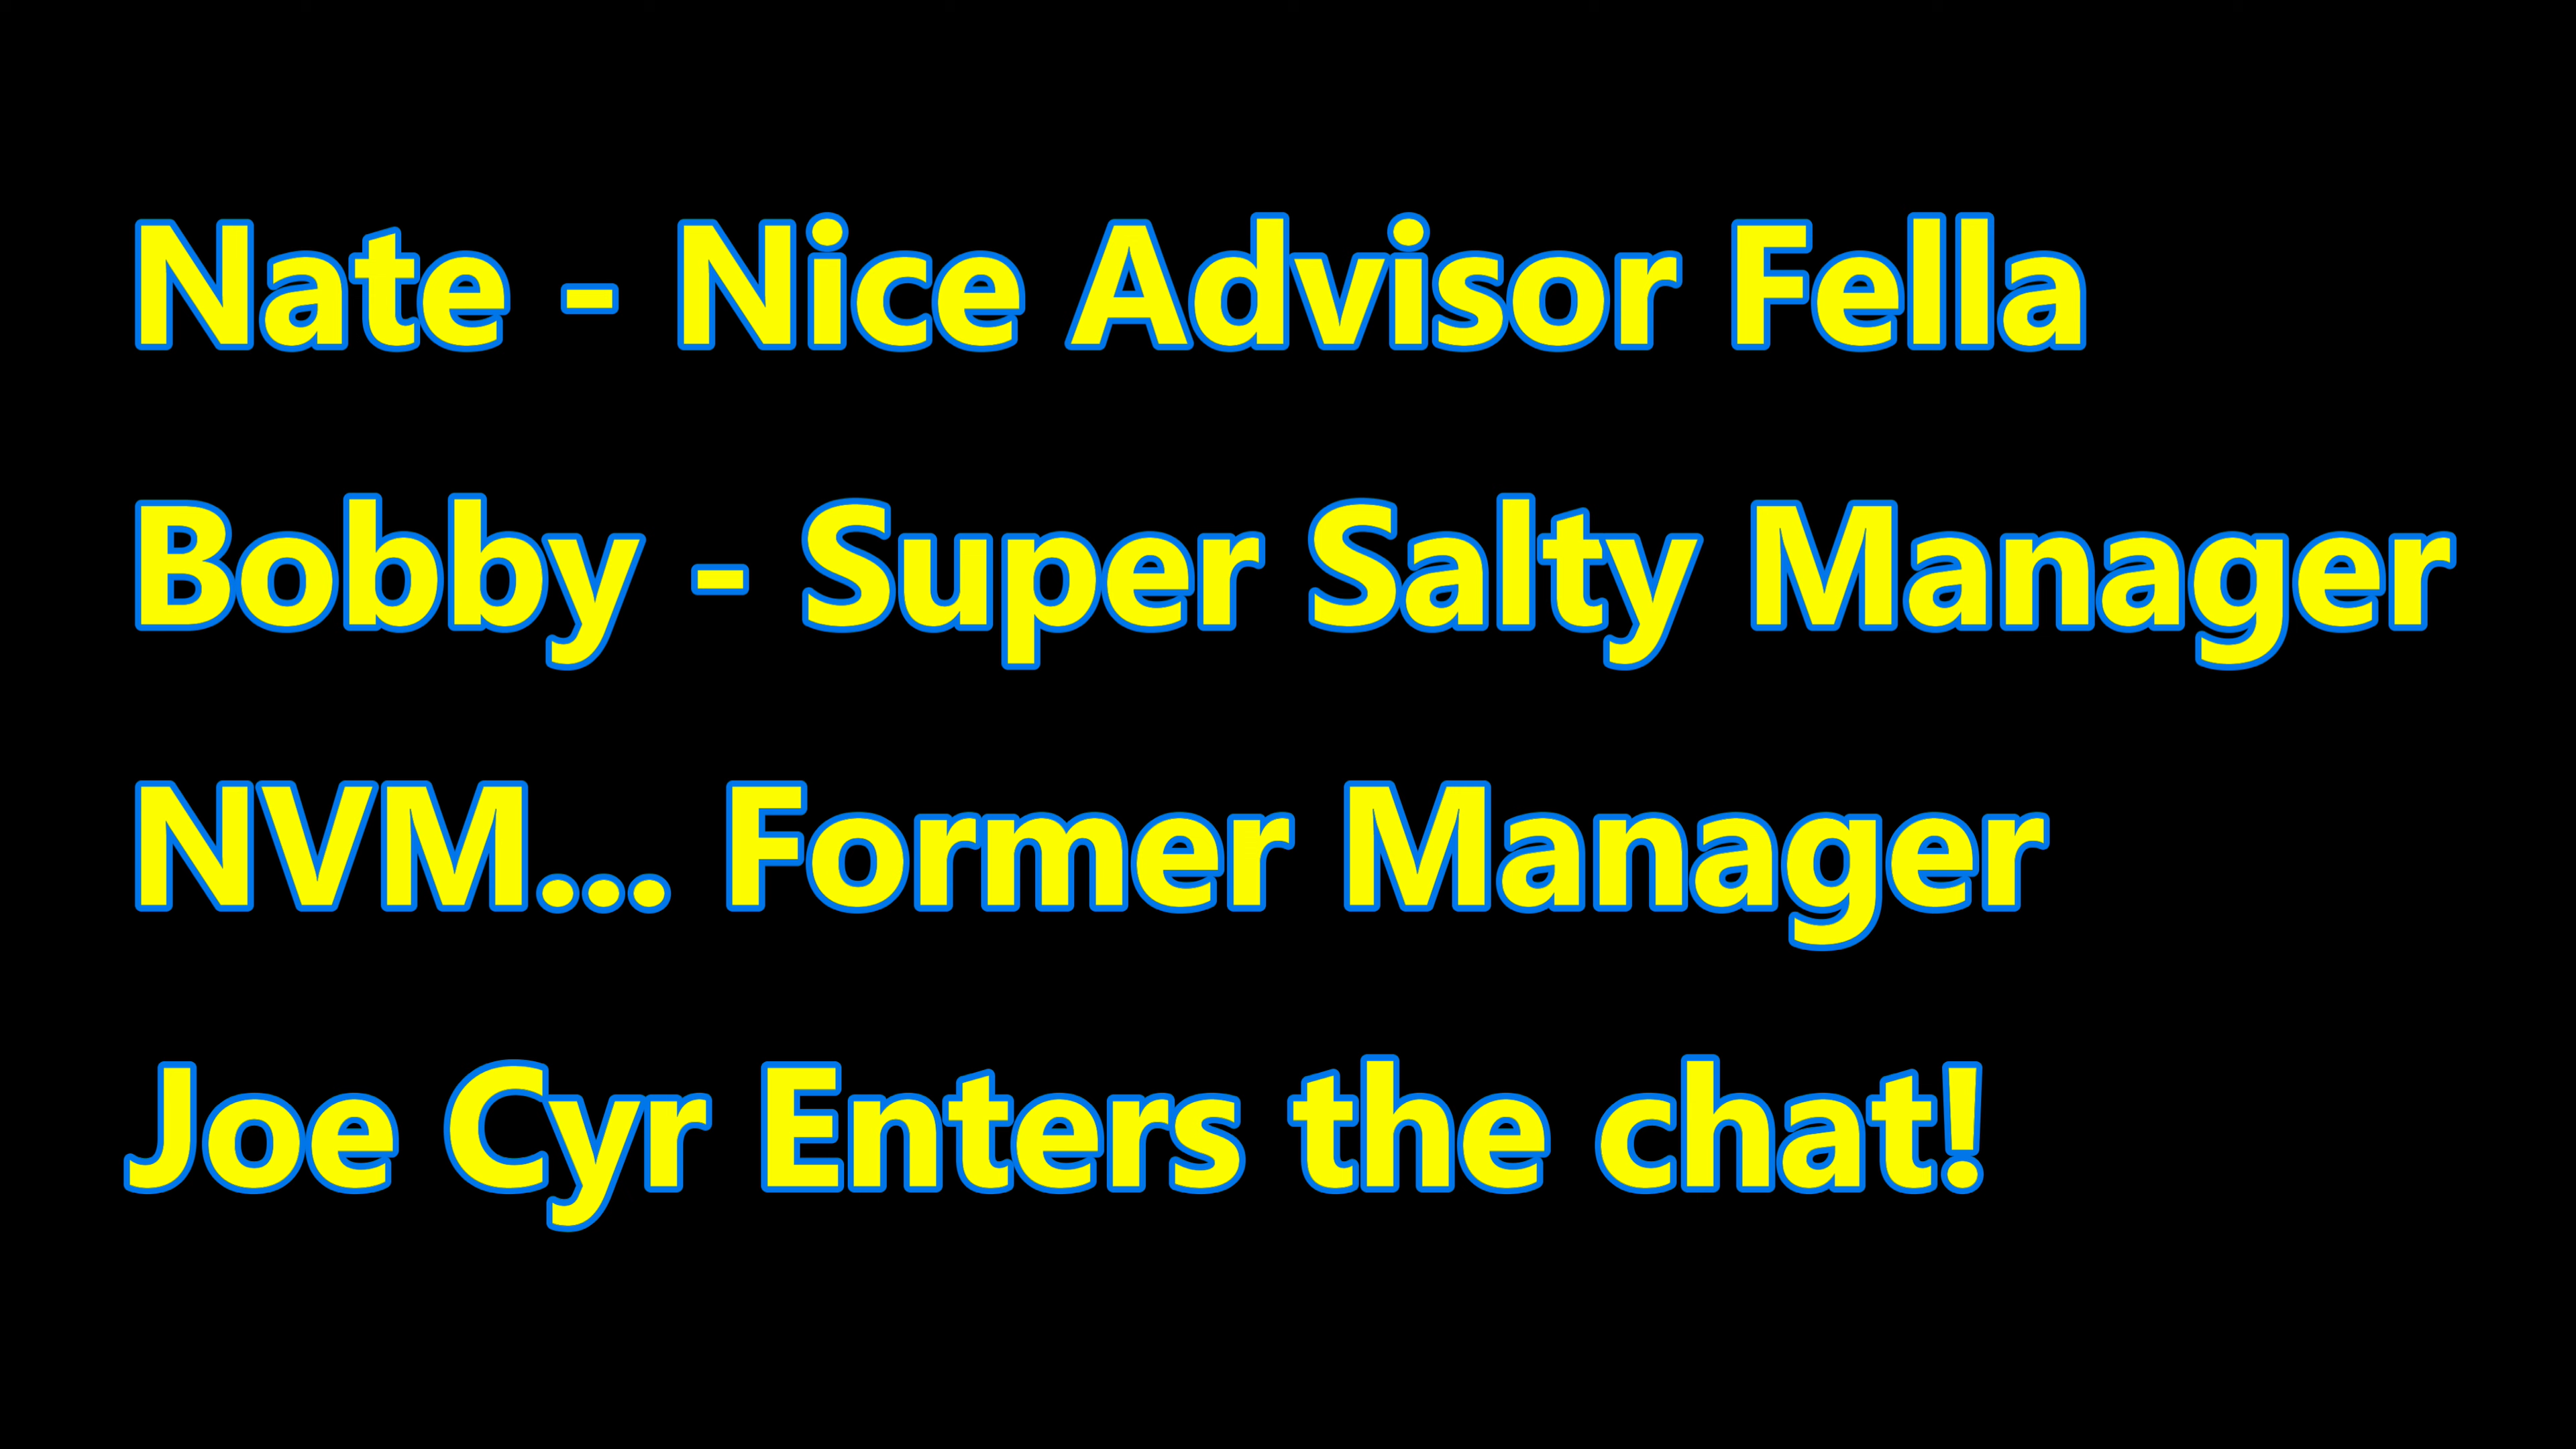 Nate - Nice Advisor Fella
Bobby - Super Salty Manager
NVM... Former Manager
Joe Cyr Enters the chat!